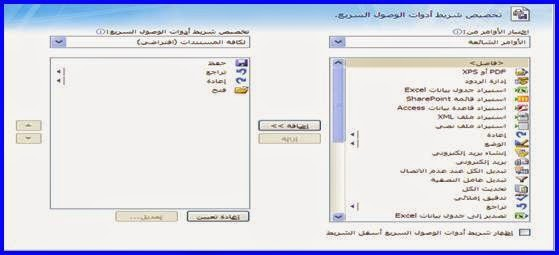 تخصيص شريط أدوات الوصول السريع.
اختيار الأوامر من:
الأوامر الشائعة
<فاصل>
PDF أو XPS
إدارة الردود
استيراد جدول بيانات Excel
استيراد قائمة SharePoint
استيراد قاعدة بيانات Access
استيراد ملف XML
استيراد ملف نصي
إعادة
الوضع
إنشاء بريد إلكتروني
بريد إلكتروني
تبديل الكل عند عدم الاتصال
تبديل عامل التصفية
تحديث الكل
تدقيق إملائي
تراجع
تصدير إلى جدول بيانات Excel
إظهار شريط أدوات الوصول السريع أسفل الشريط
إضافة >>
إزالة
تخصيص شريط أدوات الوصول السريع:
لكافة المستندات (افتراضي)
حفظ
تراجع
إعادة
فتح
إعادة تعيين
تعديل...